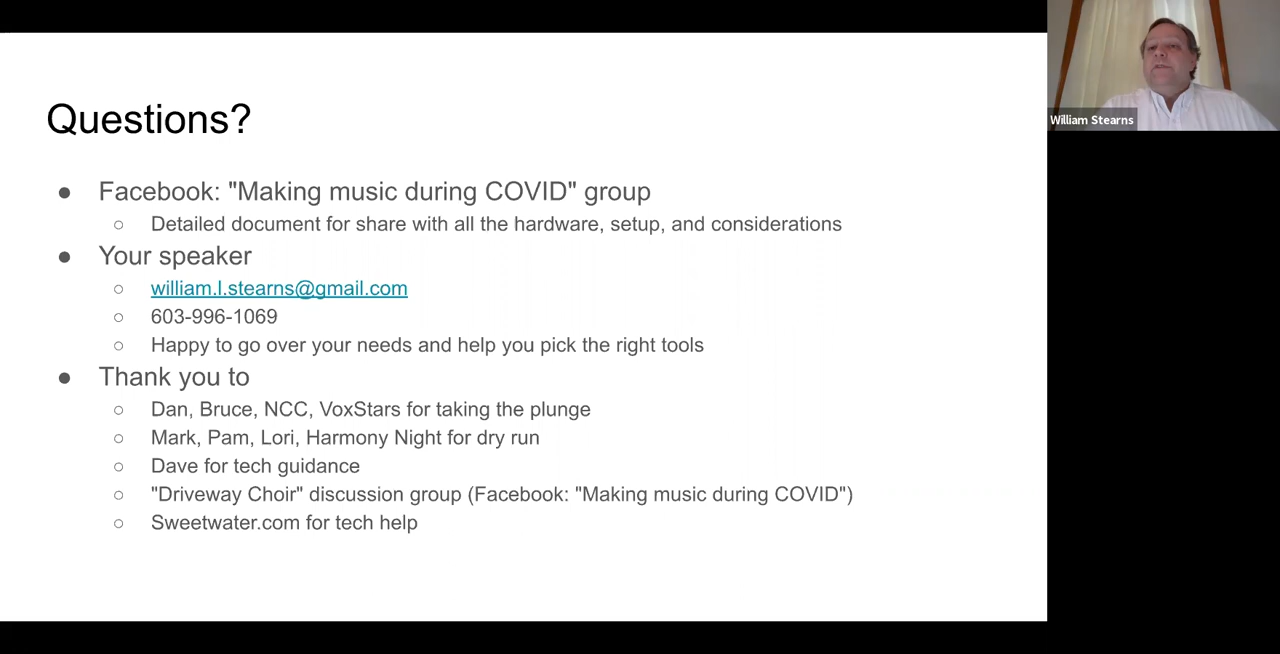 Questions?
● Facebook: "Making music during COVID" group
○ Detailed document for share with all the hardware, setup, and considerations
● Your speaker
○ william.l.stearns@gmail.com
○ 603-996-1069
○ Happy to go over your needs and help you pick the right tools
● Thank you to
○ Dan, Bruce, NCC, VoxStars for taking the plunge
○ Mark, Pam, Lori, Harmony Night for dry run
○ Dave for tech guidance
○ "Driveway Choir" discussion group (Facebook: "Making music during COVID")
○ Sweetwater.com for tech help
William Stearns